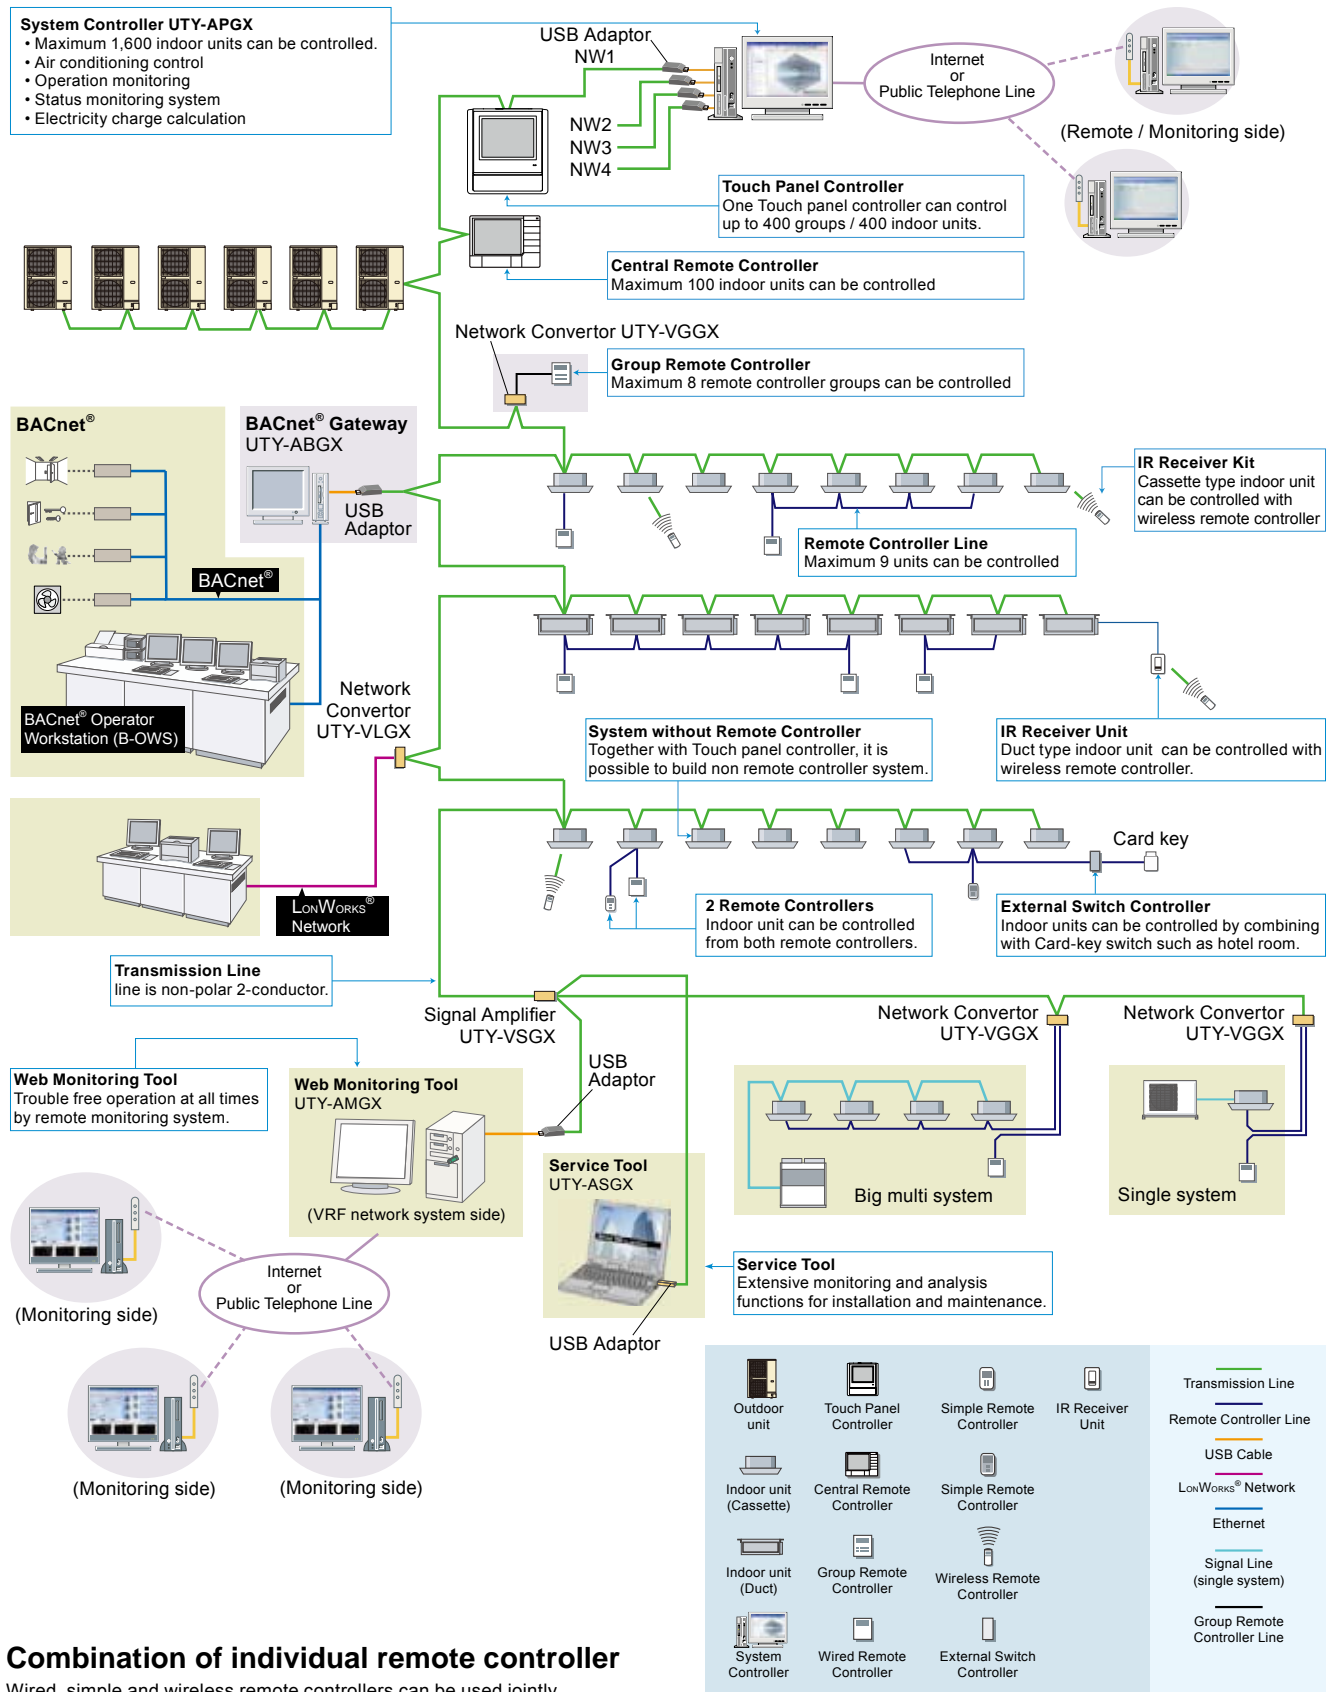 System Controller UTY-APGX
• Maximum 1,600 indoor units can be controlled.
• Air conditioning control
• Operation monitoring
• Status monitoring system
• Electricity charge calculation
USB Adaptor
NW1
NW2
NW3
NW4
Internet
or
Public Telephone Line
(Remote / Monitoring side)
Touch Panel Controller
One Touch panel controller can control
up to 400 groups / 400 indoor units.
Central Remote Controller
Maximum 100 indoor units can be controlled
Network Convertor UTY-VGGX
Group Remote Controller
Maximum 8 remote controller groups can be controlled
BACnet®
BACnet® Gateway
UTY-ABGX
USB
Adaptor
BACnet®
BACnet® Operator
Workstation (B-OWS)
IR Receiver Kit
Cassette type indoor unit
can be controlled with
wireless remote controller
Remote Controller Line
Maximum 9 units can be controlled
Network
Convertor
UTY-VLGX
System without Remote Controller
Together with Touch panel controller, it is
possible to build non remote controller system.
IR Receiver Unit
Duct type indoor unit can be controlled with
wireless remote controller.
Card key
LONWORKS®
Network
2 Remote Controllers
Indoor unit can be controlled
from both remote controllers.
External Switch Controller
Indoor units can be controlled by combining
with Card-key switch such as hotel room.
Transmission Line
line is non-polar 2-conductor.
Signal Amplifier
UTY-VSGX
Network Convertor
UTY-VGGX
Network Convertor
UTY-VGGX
Web Monitoring Tool
Trouble free operation at all times
by remote monitoring system.
Web Monitoring Tool
UTY-AMGX
(VRF network system side)
USB
Adaptor
Service Tool
UTY-ASGX
USB Adaptor
Big multi system
Single system
Service Tool
Extensive monitoring and analysis
functions for installation and maintenance.
Internet
or
Public Telephone Line
(Monitoring side)
(Monitoring side)
(Monitoring side)
Outdoor
unit
Touch Panel
Controller
Simple Remote
Controller
IR Receiver
Unit
Indoor unit
(Cassette)
Central Remote
Controller
Simple Remote
Controller
Indoor unit
(Duct)
Group Remote
Controller
Wireless Remote
Controller
System
Controller
Wired Remote
Controller
External Switch
Controller
Transmission Line
Remote Controller Line
USB Cable
LONWORKS® Network
Ethernet
Signal Line
(single system)
Group Remote
Controller Line
Combination of individual remote controller
Wired, simple and wireless remote controllers can be used jointly